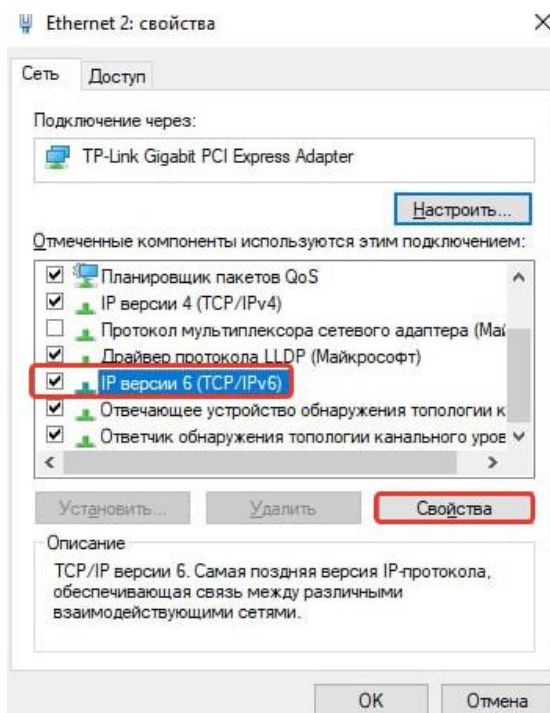 Ethernet 2: свойства
Сеть Доступ
Подключение через:
TP-Link Gigabit PCI Express Adapter
Настроить...
Отмеченные компоненты используются этим подключением:
Планировщик пакетов QoS
IP версии 4 (TCP/IPv4)
Протокол мультиплексора сетевого адаптера (Май
Драйвер протокола LLDP (Майкрософт)
IP версии 6 (TCP/IPv6)
Отвечающее устройство обнаружения топологии к
Ответчик обнаружения топологии канального уров
Установить... Удалить Свойства
Описание
TCP/IP версии 6. Самая поздняя версия IP-протокола,
обеспечивающая связь между различными
взаимодействующими сетями.
OK Отмена